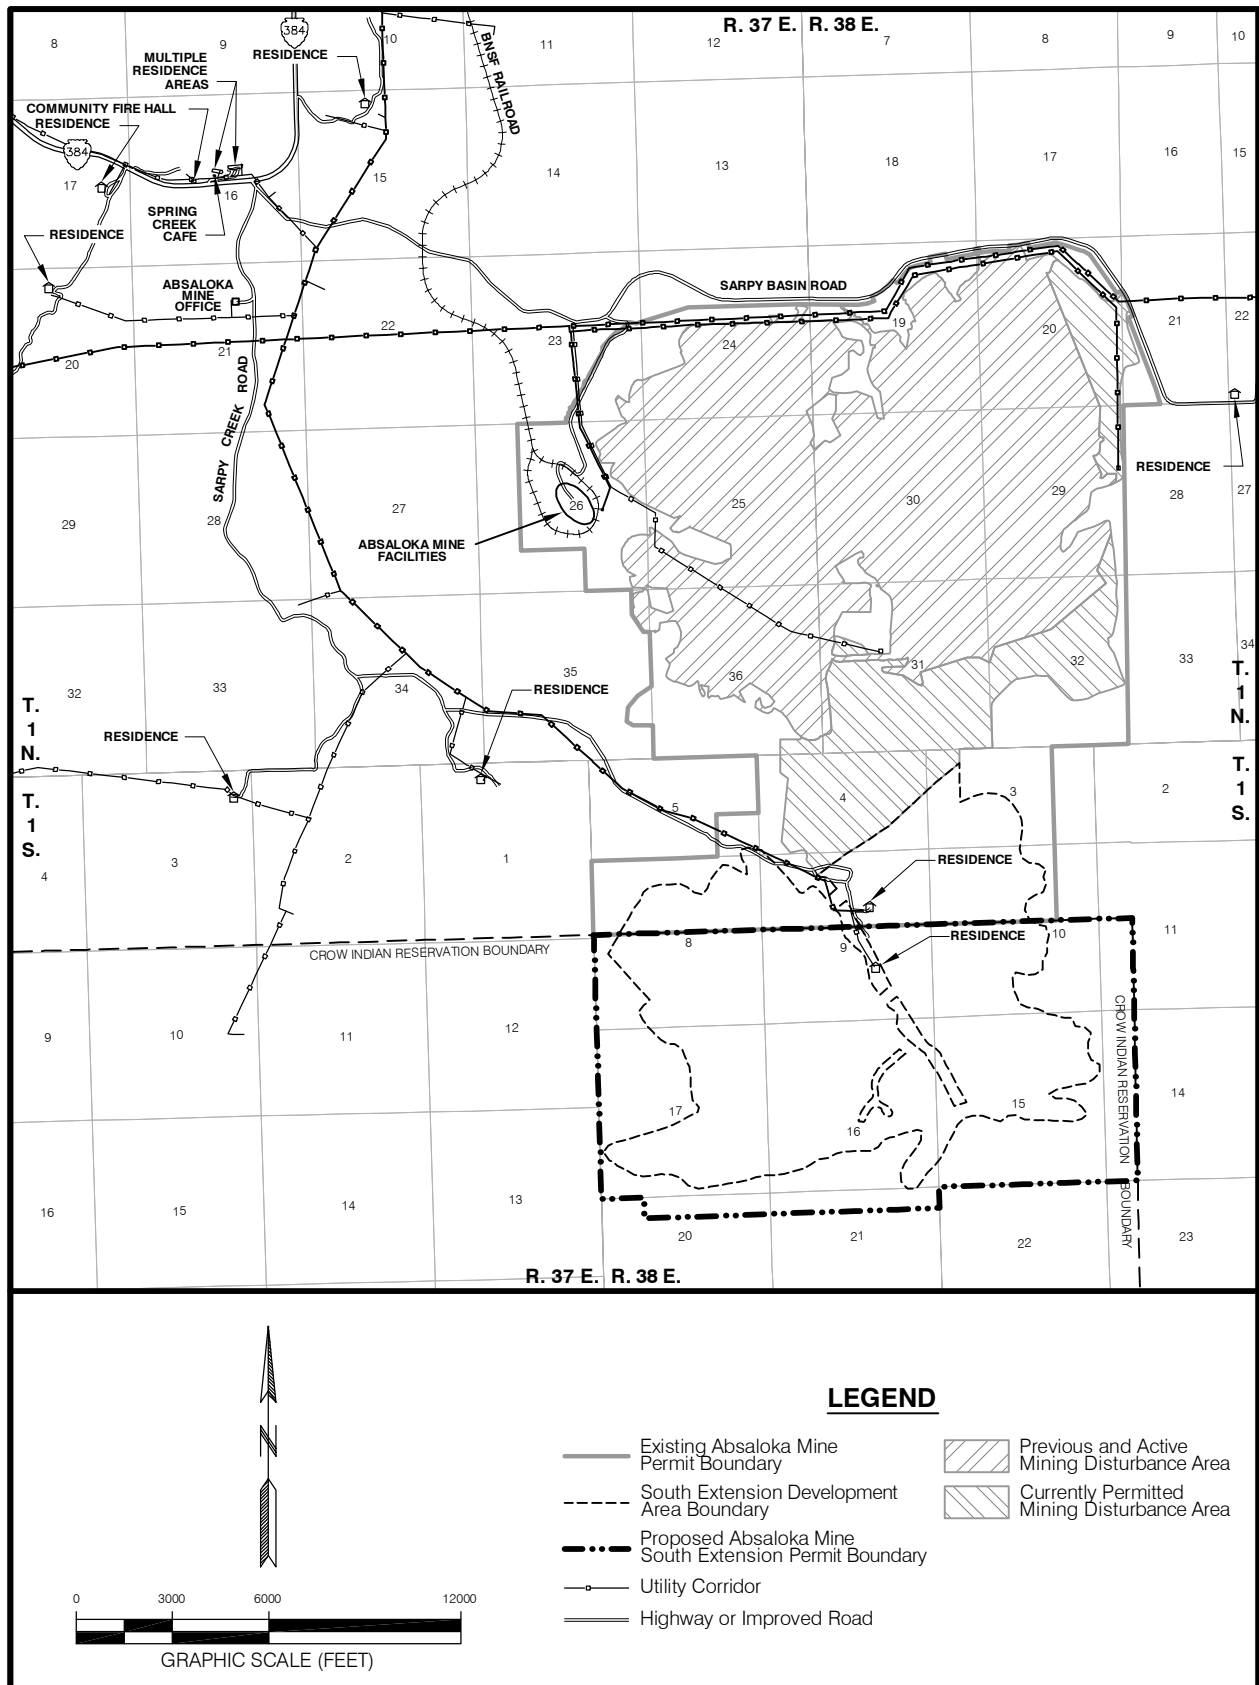 R. 37 E. R. 38 E.
8
9
384
10
11
12
7
8
9
10
MULTIPLE
RESIDENCE
AREAS
RESIDENCE
BNSF RAILROAD
COMMUNITY FIRE HALL
RESIDENCE
384
17
16
15
14
13
18
17
16
15
SPRING
CREEK
CAFE
RESIDENCE
ABSALOKA
MINE
OFFICE
SARPY BASIN ROAD
20
21
22
23
24
19
20
21
22
SARPY CREEK ROAD
RESIDENCE
29
28
27
26
25
30
29
28
27
ABSALOKA MINE
FACILITIES
32
33
34
35
36
31
32
33
34
T.
1
N.
T.
1
N.
RESIDENCE
RESIDENCE
T.
1
S.
T.
1
S.
4
3
2
1
5
4
3
2
RESIDENCE
RESIDENCE
CROW INDIAN RESERVATION BOUNDARY
8
9
10
11
9
10
11
12
CROW INDIAN RESERVATION BOUNDARY
17
16
15
14
16
15
14
13
20
21
22
23
R. 37 E. R. 38 E.
N
0 3000 6000 12000
GRAPHIC SCALE (FEET)
LEGEND
Existing Absaloka Mine
Permit Boundary
South Extension Development
Area Boundary
Proposed Absaloka Mine
South Extension Permit Boundary
Utility Corridor
Highway or Improved Road
Previous and Active
Mining Disturbance Area
Currently Permitted
Mining Disturbance Area